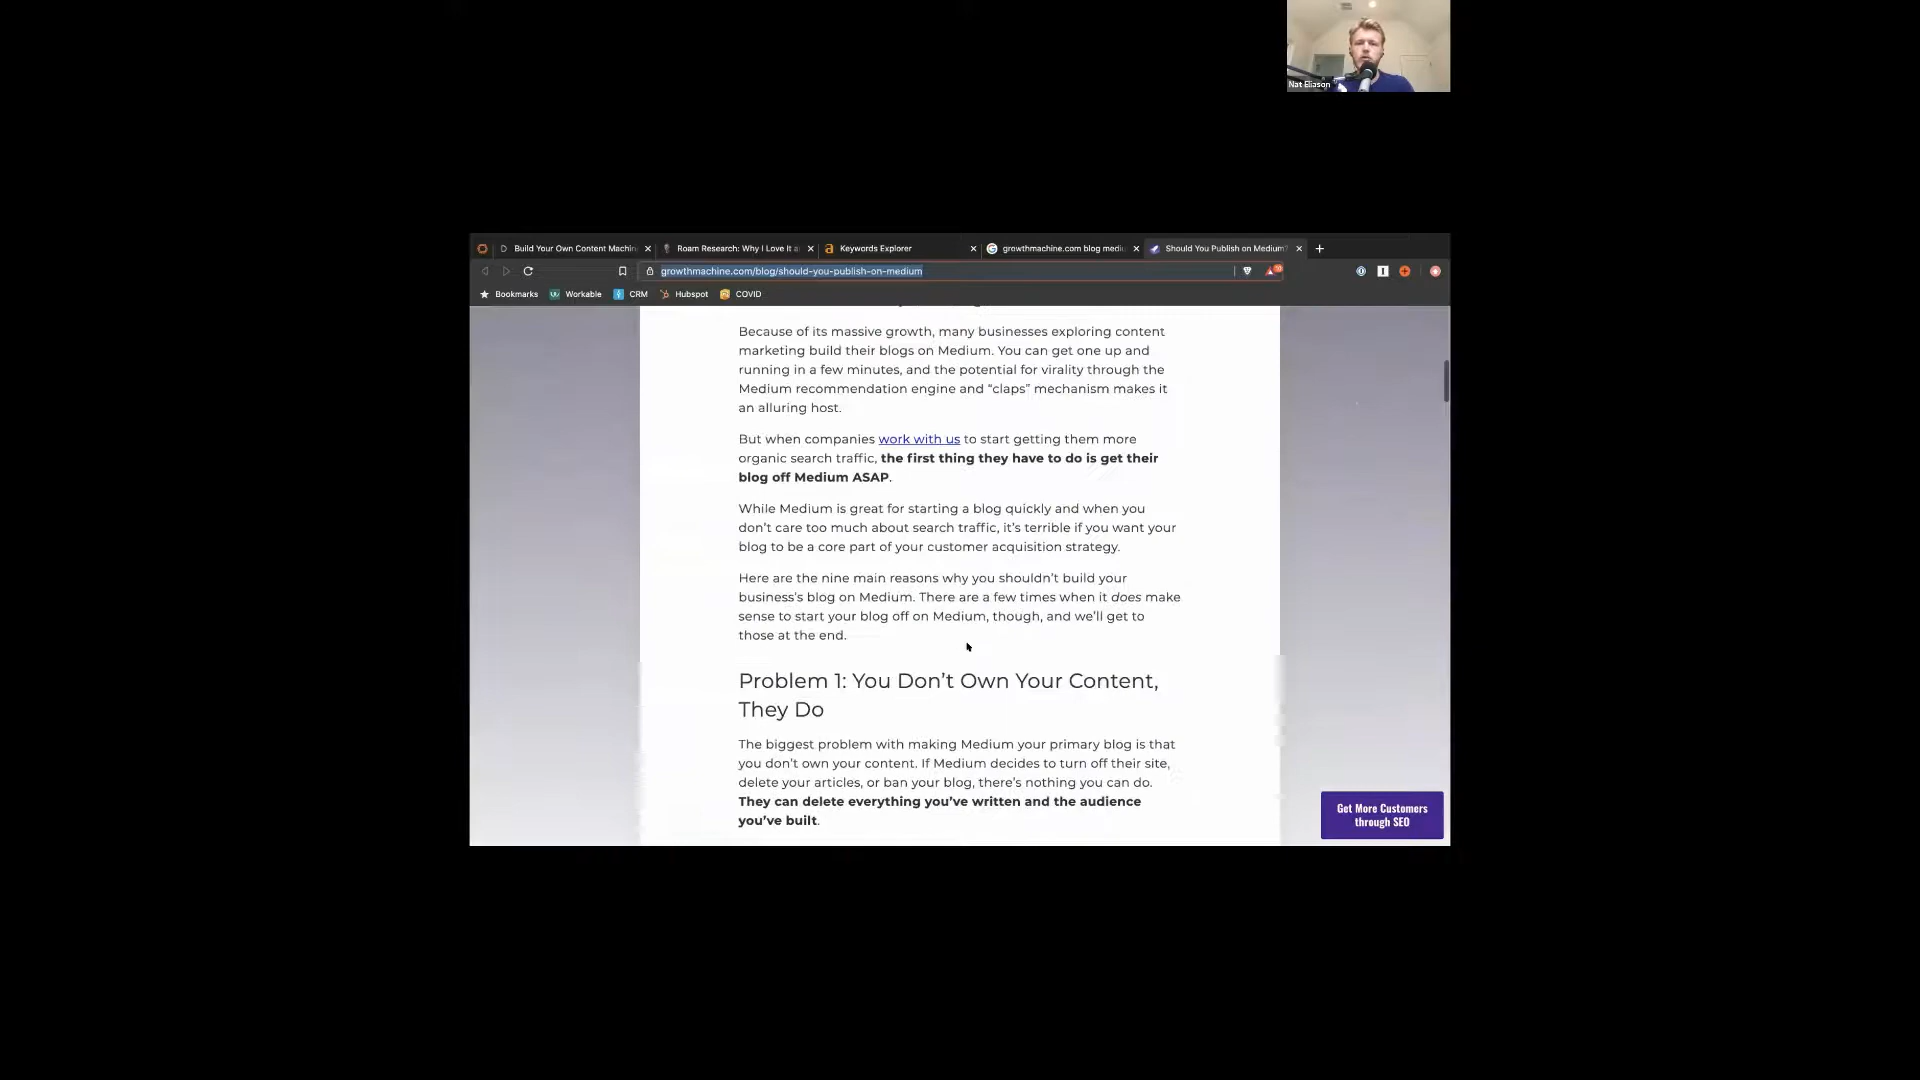 Nat Eliason
Build Your Own Content Machin
Roam Research: Why I Love It a
Keywords Explorer
growthmachine.com blog medi
Should You Publish on Medium?
growthmachine.com/blog/should-you-publish-on-medium
Bookmarks
Workable
CRM
Hubspot
COVID
Because of its massive growth, many businesses exploring content
marketing build their blogs on Medium. You can get one up and
running in a few minutes, and the potential for virality through the
Medium recommendation engine and “claps” mechanism makes it
an alluring host.
But when companies work with us to start getting them more
organic search traffic, the first thing they have to do is get their
blog off Medium ASAP.
While Medium is great for starting a blog quickly and when you
don’t care too much about search traffic, it’s terrible if you want your
blog to be a core part of your customer acquisition strategy.
Here are the nine main reasons why you shouldn’t build your
business’s blog on Medium. There are a few times when it does make
sense to start your blog off on Medium, though, and we’ll get to
those at the end.
Problem 1: You Don’t Own Your Content,
They Do
The biggest problem with making Medium your primary blog is that
you don’t own your content. If Medium decides to turn off their site,
delete your articles, or ban your blog, there’s nothing you can do.
They can delete everything you’ve written and the audience
you’ve built.
Get More Customers
through SEO